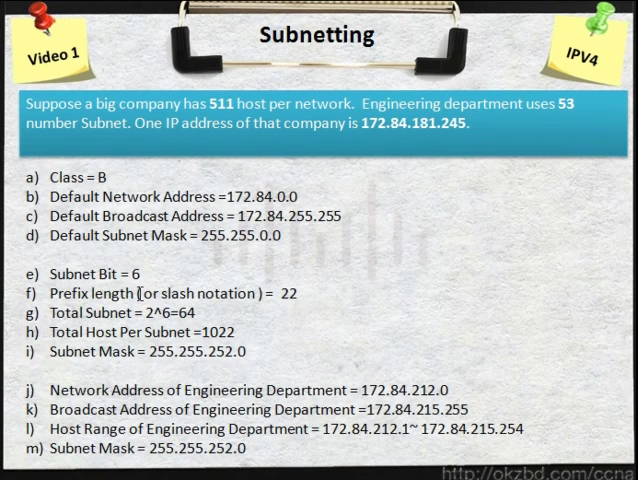 Subnetting
Video 1
IPV4
Suppose a big company has 511 host per network. Engineering department uses 53
number Subnet. One IP address of that company is 172.84.181.245.
a) Class = B
b) Default Network Address =172.84.0.0
c) Default Broadcast Address = 172.84.255.255
d) Default Subnet Mask = 255.255.0.0
e) Subnet Bit = 6
f) Prefix length (or slash notation ) = 22
g) Total Subnet = 2^6=64
h) Total Host Per Subnet =1022
i) Subnet Mask = 255.255.252.0
j) Network Address of Engineering Department = 172.84.212.0
k) Broadcast Address of Engineering Department =172.84.215.255
l) Host Range of Engineering Department = 172.84.212.1~ 172.84.215.254
m) Subnet Mask = 255.255.252.0
http://okzbd.com/ccna